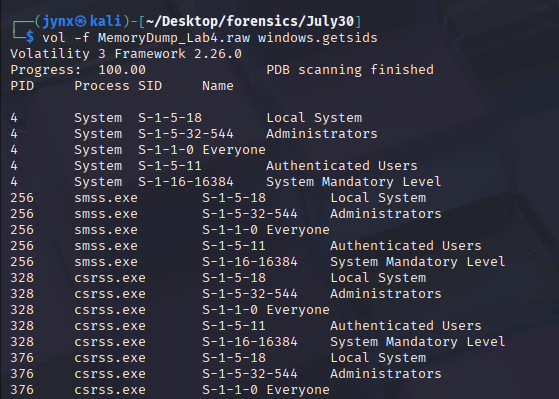 ┌──(jynx㉿kali)-[~/Desktop/forensics/July30]
└─$ vol -f MemoryDump_Lab4.raw windows.getsids
Volatility 3 Framework 2.26.0
Progress:  100.00               PDB scanning finished
PID     Process SID     Name

4       System  S-1-5-18        Local System
4       System  S-1-5-32-544    Administrators
4       System  S-1-1-0 Everyone
4       System  S-1-5-11        Authenticated Users
4       System  S-1-16-16384    System Mandatory Level
256     smss.exe        S-1-5-18        Local System
256     smss.exe        S-1-5-32-544    Administrators
256     smss.exe        S-1-1-0 Everyone
256     smss.exe        S-1-5-11        Authenticated Users
256     smss.exe        S-1-16-16384    System Mandatory Level
328     csrss.exe       S-1-5-18        Local System
328     csrss.exe       S-1-5-32-544    Administrators
328     csrss.exe       S-1-1-0 Everyone
328     csrss.exe       S-1-5-11        Authenticated Users
328     csrss.exe       S-1-16-16384    System Mandatory Level
376     csrss.exe       S-1-5-18        Local System
376     csrss.exe       S-1-5-32-544    Administrators
376     csrss.exe       S-1-1-0 Everyone